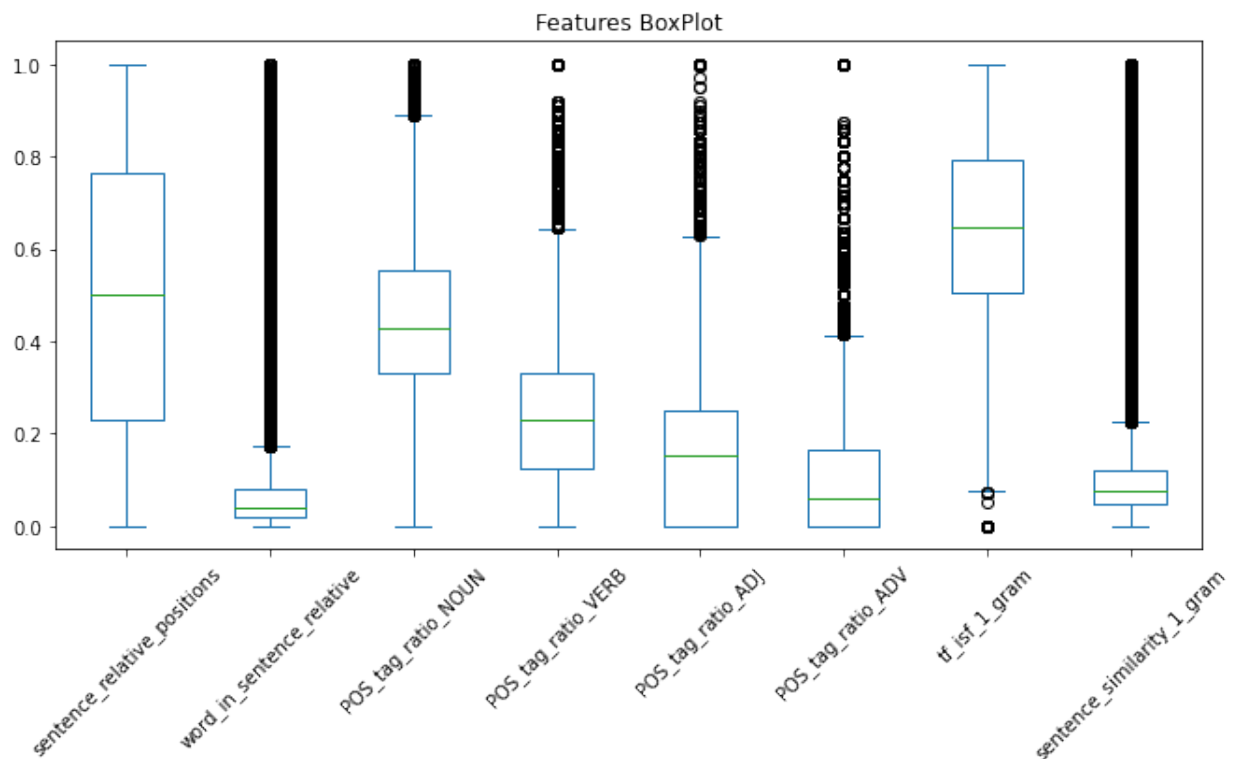 Features BoxPlot
1.0
0.8
0.6
0.4
0.2
0.0
sentence_relative_positions
word_in_sentence_relative
POS_tag_ratio_NOUN
POS_tag_ratio_VERB
POS_tag_ratio_ADJ
POS_tag_ratio_ADV
tf_isf_1_gram
sentence_similarity_1_gram